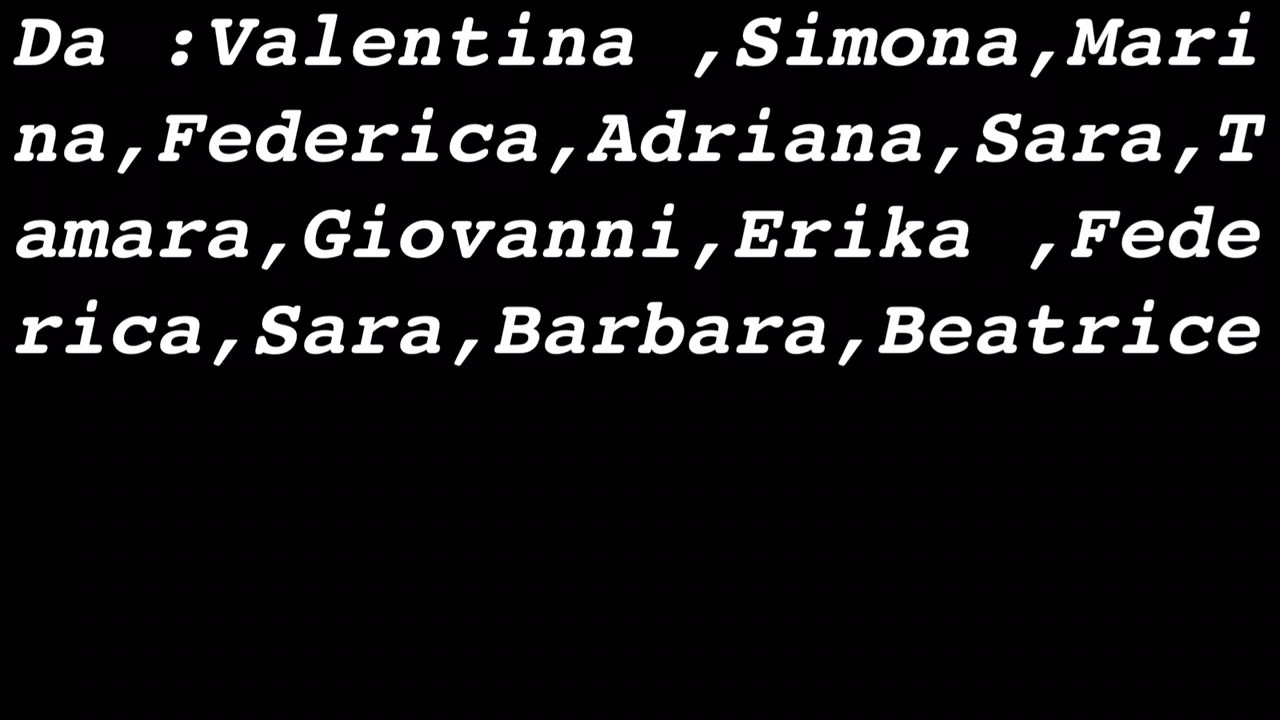 Da :Valentina ,Simona,Mari
na,Federica,Adriana,Sara,T
amara,Giovanni,Erika ,Fede
rica,Sara,Barbara,Beatrice